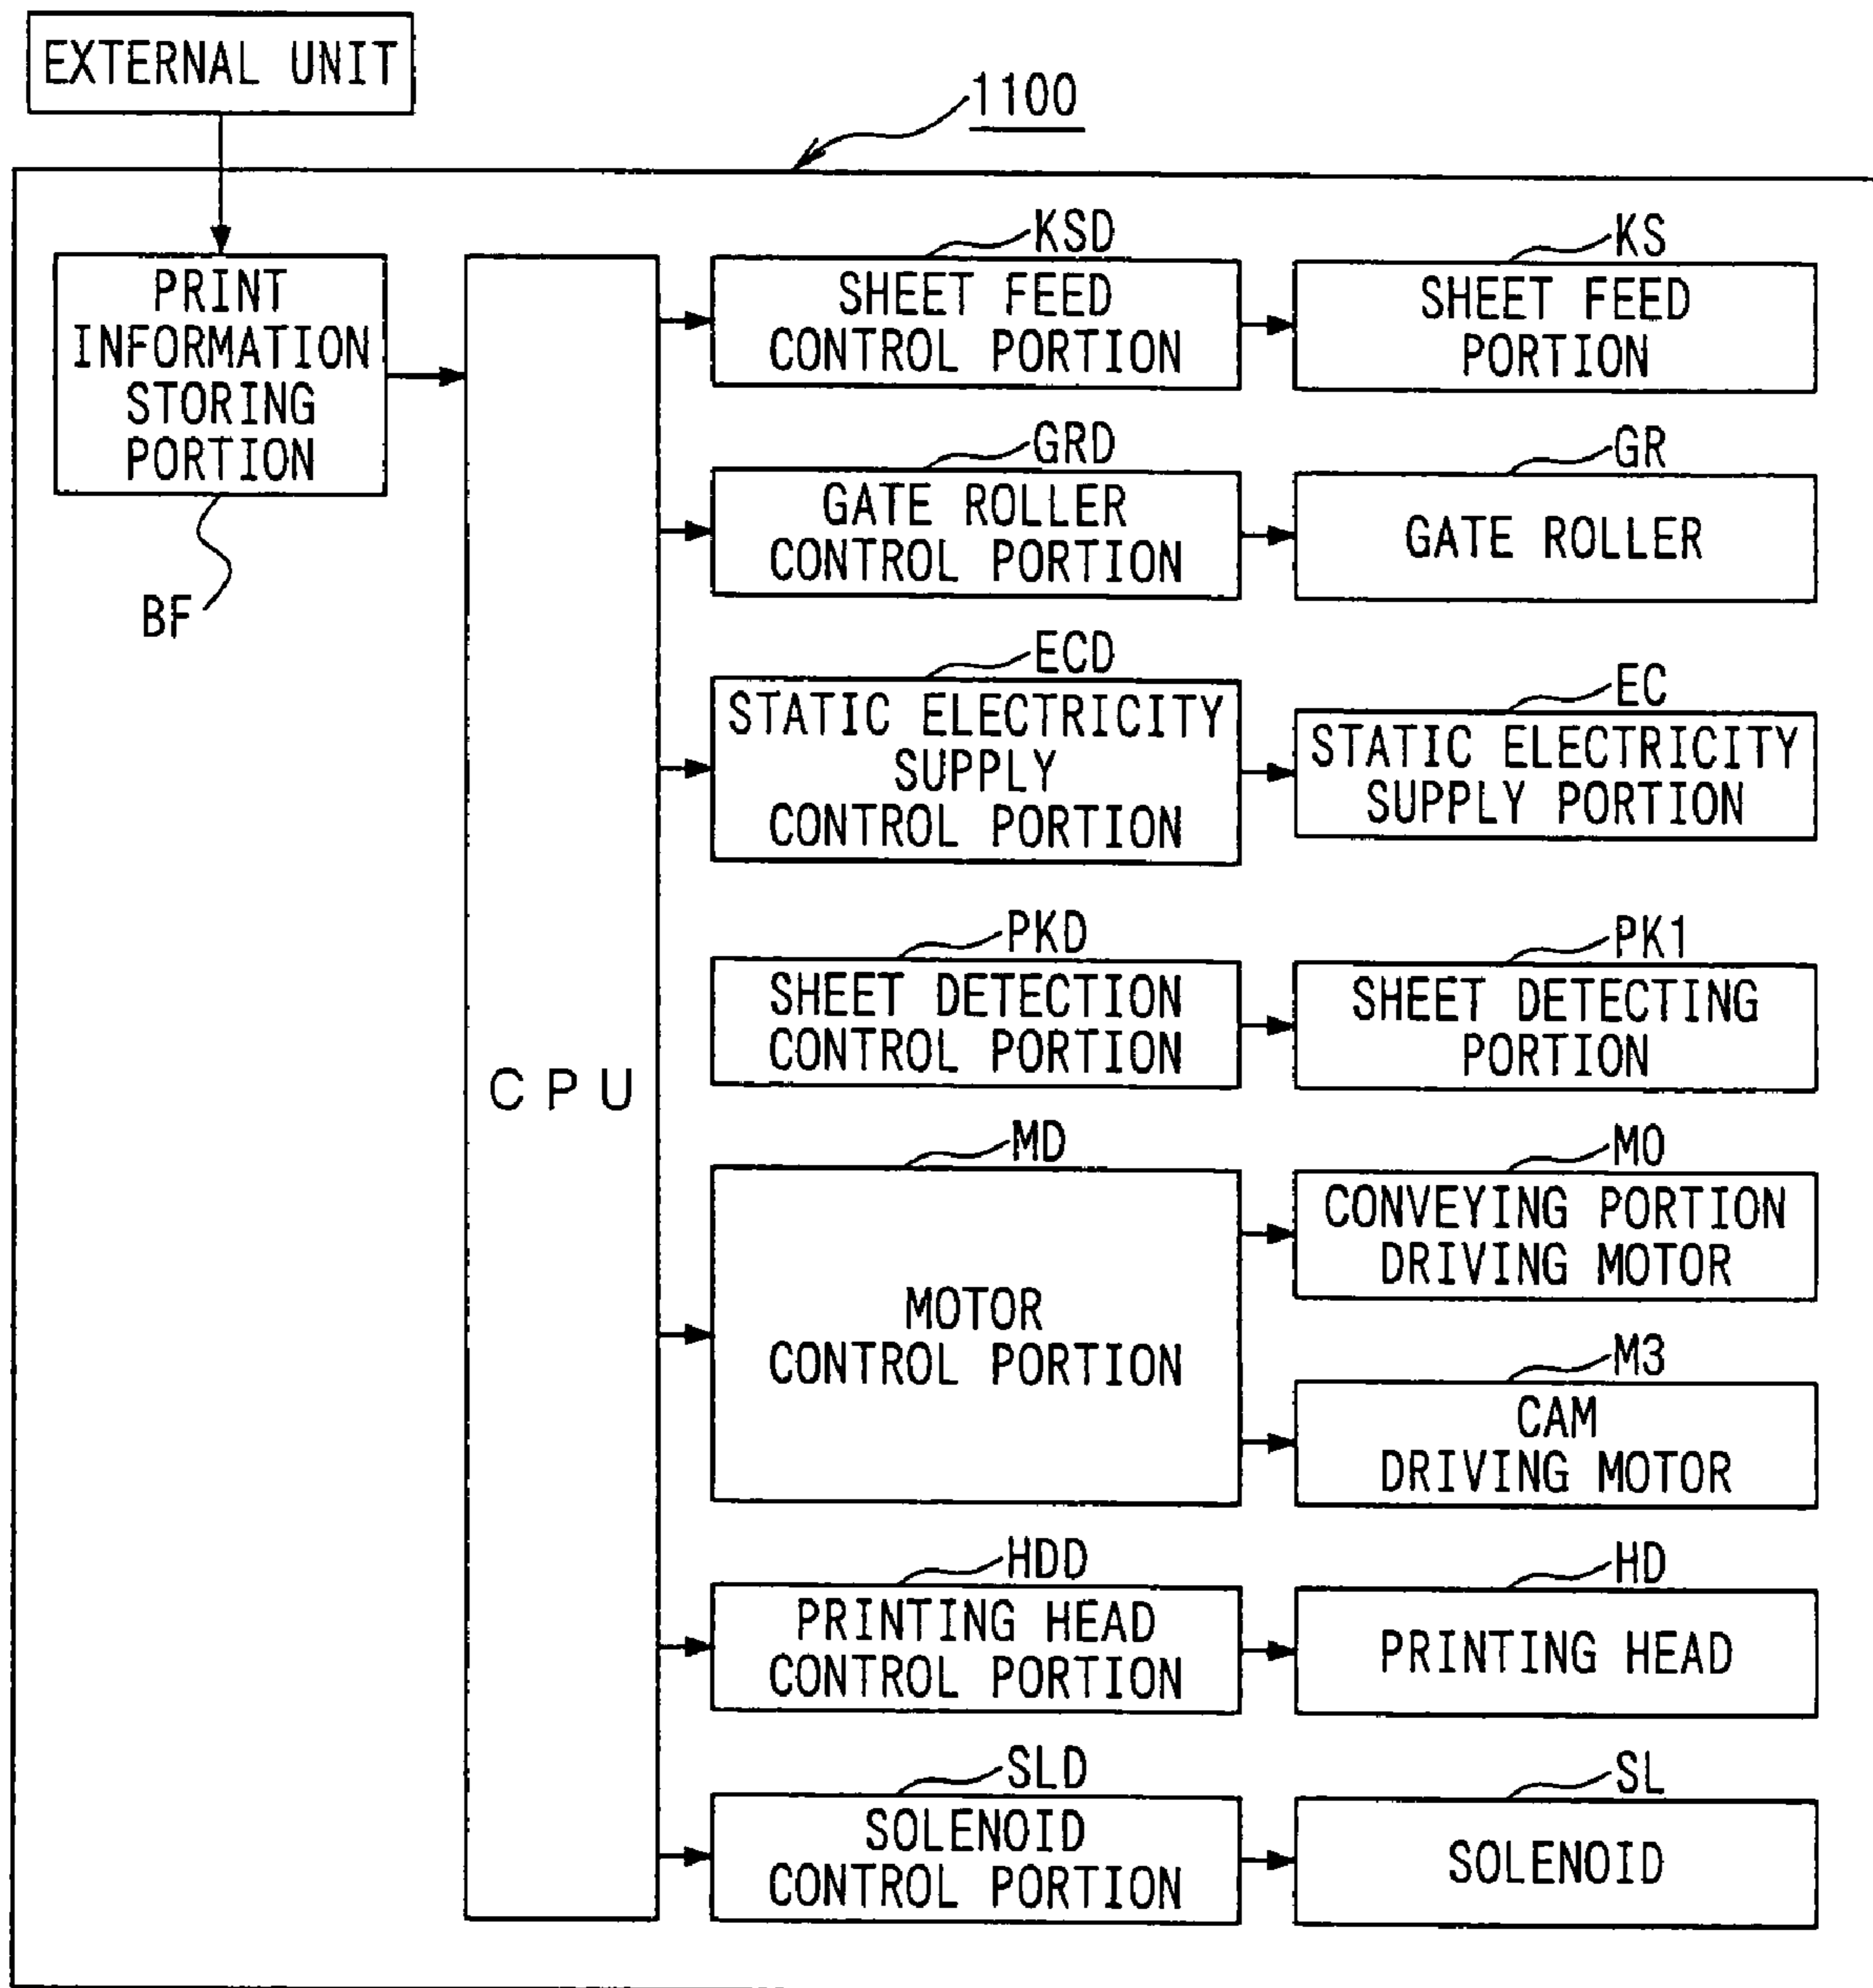 EXTERNAL UNIT
1100
PRINT
INFORMATION
STORING
PORTION
BF
CPU
KSD
SHEET FEED
CONTROL PORTION
KS
SHEET FEED
PORTION
GRD
GATE ROLLER
CONTROL PORTION
GR
GATE ROLLER
ECD
STATIC ELECTRICITY
SUPPLY
CONTROL PORTION
EC
STATIC ELECTRICITY
SUPPLY PORTION
PKD
SHEET DETECTION
CONTROL PORTION
PK1
SHEET DETECTING
PORTION
MD
MOTOR
CONTROL PORTION
M0
CONVEYING PORTION
DRIVING MOTOR
M3
CAM
DRIVING MOTOR
HDD
PRINTING HEAD
CONTROL PORTION
HD
PRINTING HEAD
SLD
SOLENOID
CONTROL PORTION
SL
SOLENOID